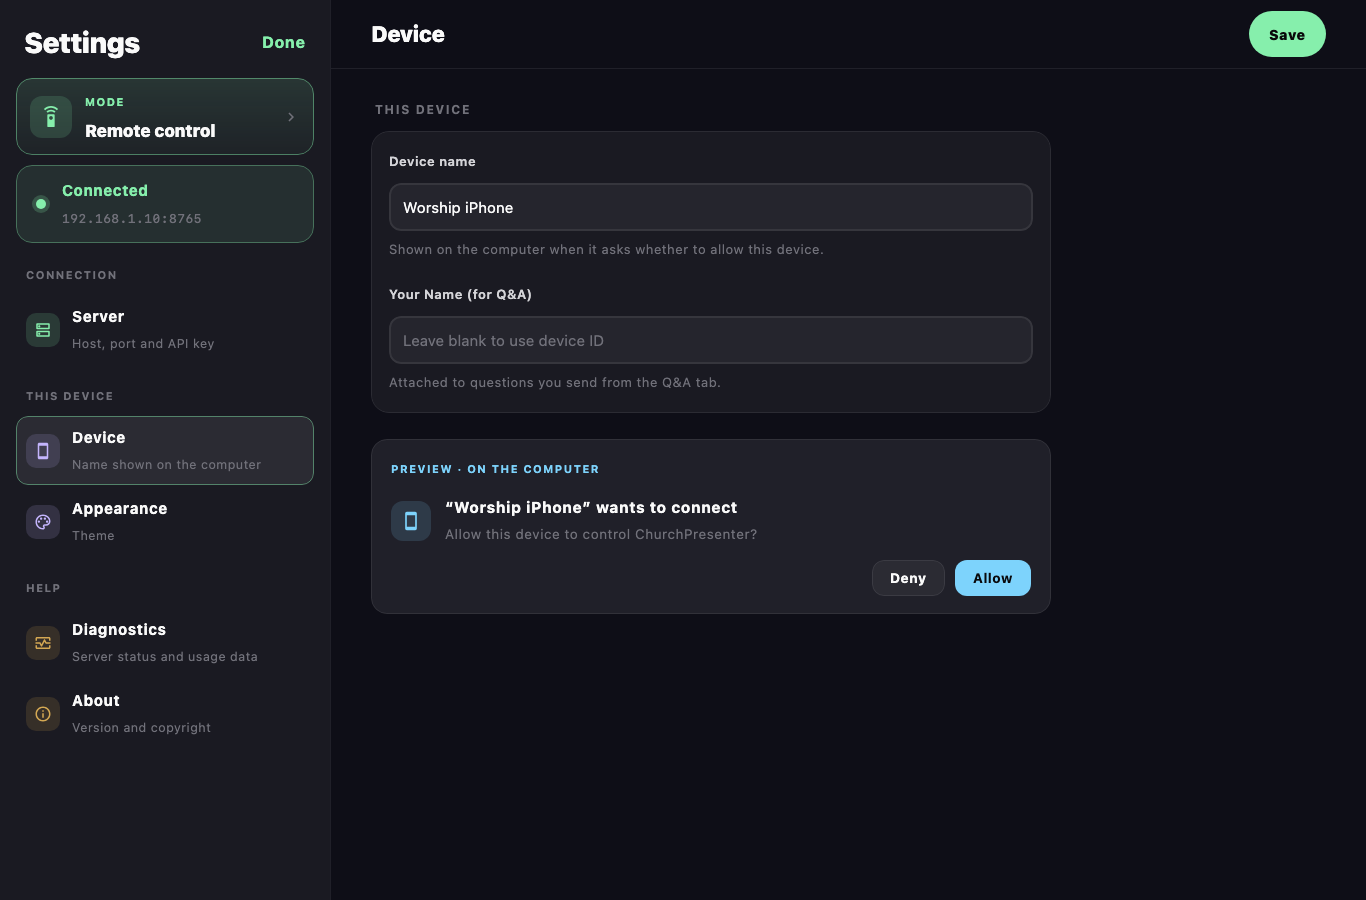 Settings
Done
MODE
Remote control
Connected
192.168.1.10:8765
CONNECTION
Server
Host, port and API key
THIS DEVICE
Device
Name shown on the computer
Appearance
Theme
HELP
Diagnostics
Server status and usage data
About
Version and copyright
Device
Save
THIS DEVICE
Device name
Worship iPhone
Shown on the computer when it asks whether to allow this device.
Your Name (for Q&A)
Leave blank to use device ID
Attached to questions you send from the Q&A tab.
PREVIEW · ON THE COMPUTER
“Worship iPhone” wants to connect
Allow this device to control ChurchPresenter?
Deny
Allow